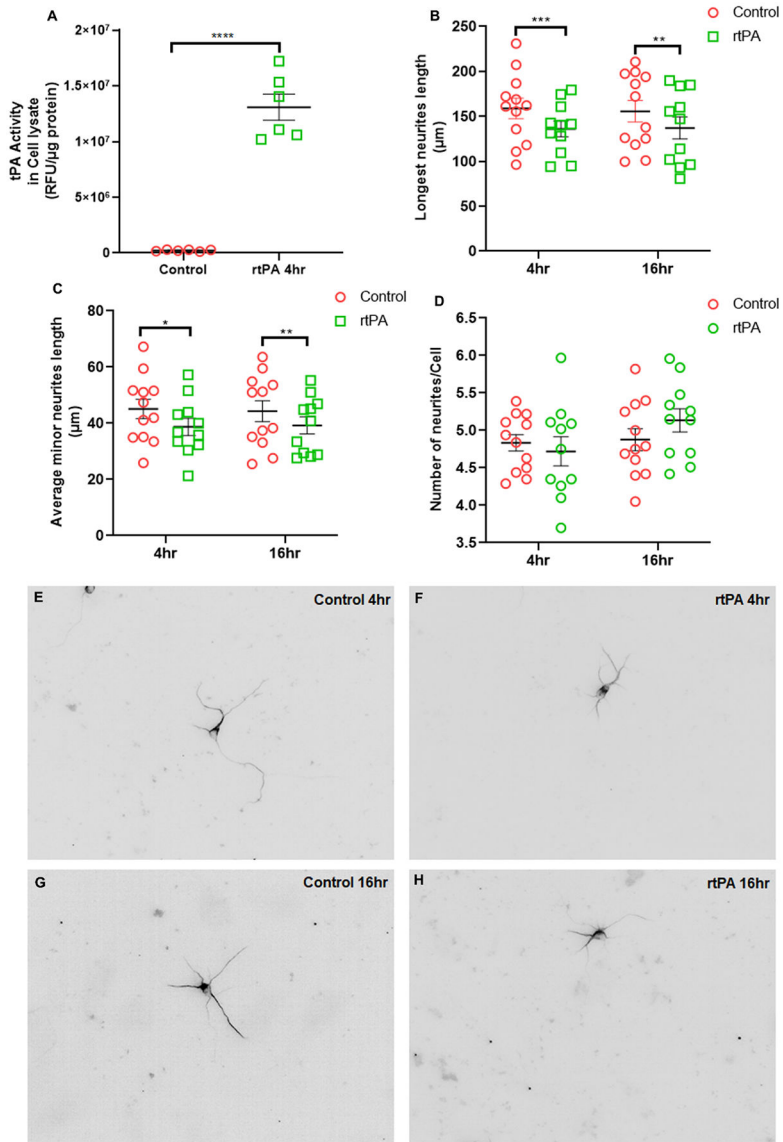 A
tPA Activity
in Cell lysate
(RFU/µg protein)
2×10⁷
1.5×10⁷
1×10⁷
5×10⁶
0
****
Control
rtPA 4hr
B
Control
rtPA
Longest neurites length
(µm)
250
200
150
100
50
0
***
**
4hr
16hr
C
Control
rtPA
Average minor neurites length
(µm)
80
60
40
20
0
*
**
4hr
16hr
D
Control
rtPA
Number of neurites/Cell
6.5
6.0
5.5
5.0
4.5
4.0
3.5
4hr
16hr
E
Control 4hr
F
rtPA 4hr
G
Control 16hr
H
rtPA 16hr